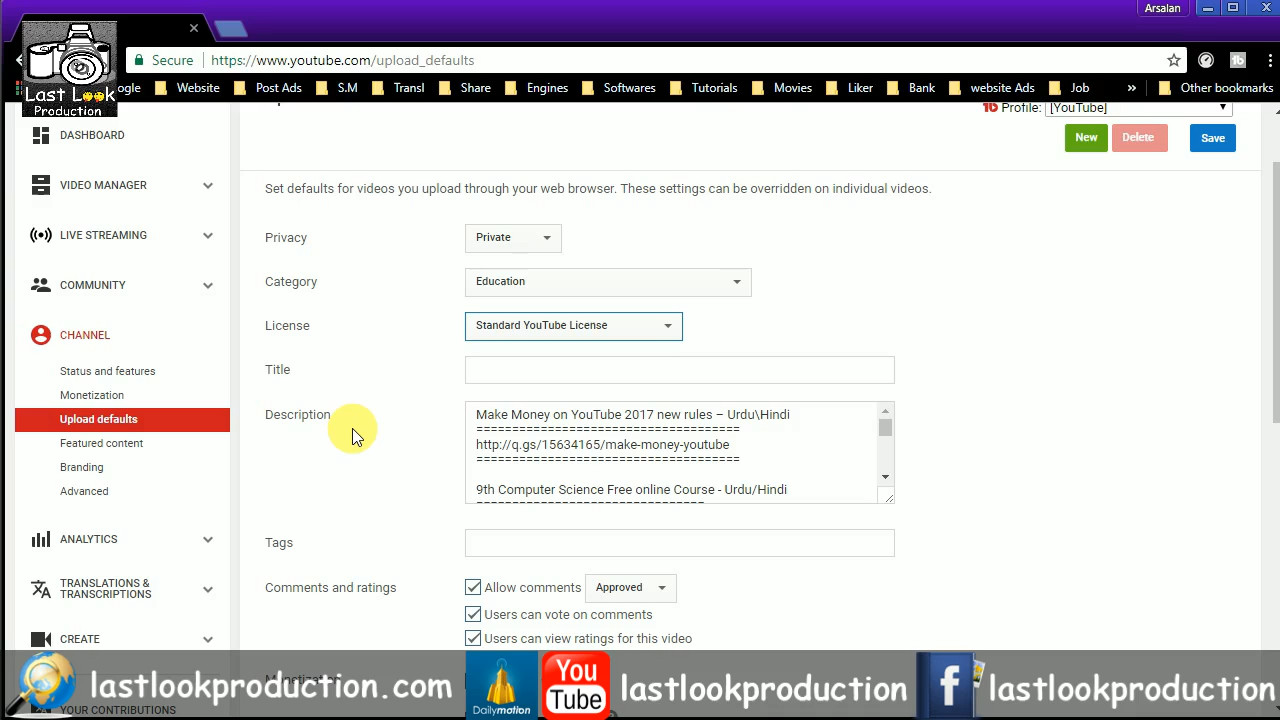 Arsalan
LAST LOOK
Production
Secure
https://www.youtube.com/upload_defaults
gle
Website
Post Ads
S.M
Transl
Share
Engines
Softwares
Tutorials
Movies
Liker
Bank
website Ads
Job
»
Other bookmarks
Profile:
[YouTube]
New
Delete
Save
DASHBOARD
VIDEO MANAGER
LIVE STREAMING
COMMUNITY
CHANNEL
Status and features
Monetization
Upload defaults
Featured content
Branding
Advanced
ANALYTICS
TRANSLATIONS &
TRANSCRIPTIONS
CREATE
YOUR CONTRIBUTIONS
Set defaults for videos you upload through your web browser. These settings can be overridden on individual videos.
Privacy
Private
Category
Education
License
Standard YouTube License
Title
Description
Make Money on YouTube 2017 new rules – Urdu\Hindi
===================================
http://q.gs/15634165/make-money-youtube
===================================
9th Computer Science Free online Course - Urdu/Hindi
==============================
Tags
Comments and ratings
Allow comments
Approved
Users can vote on comments
Users can view ratings for this video
lastlookproduction.com
Dailymotion
You
Tube
lastlookproduction
f
lastlookproduction